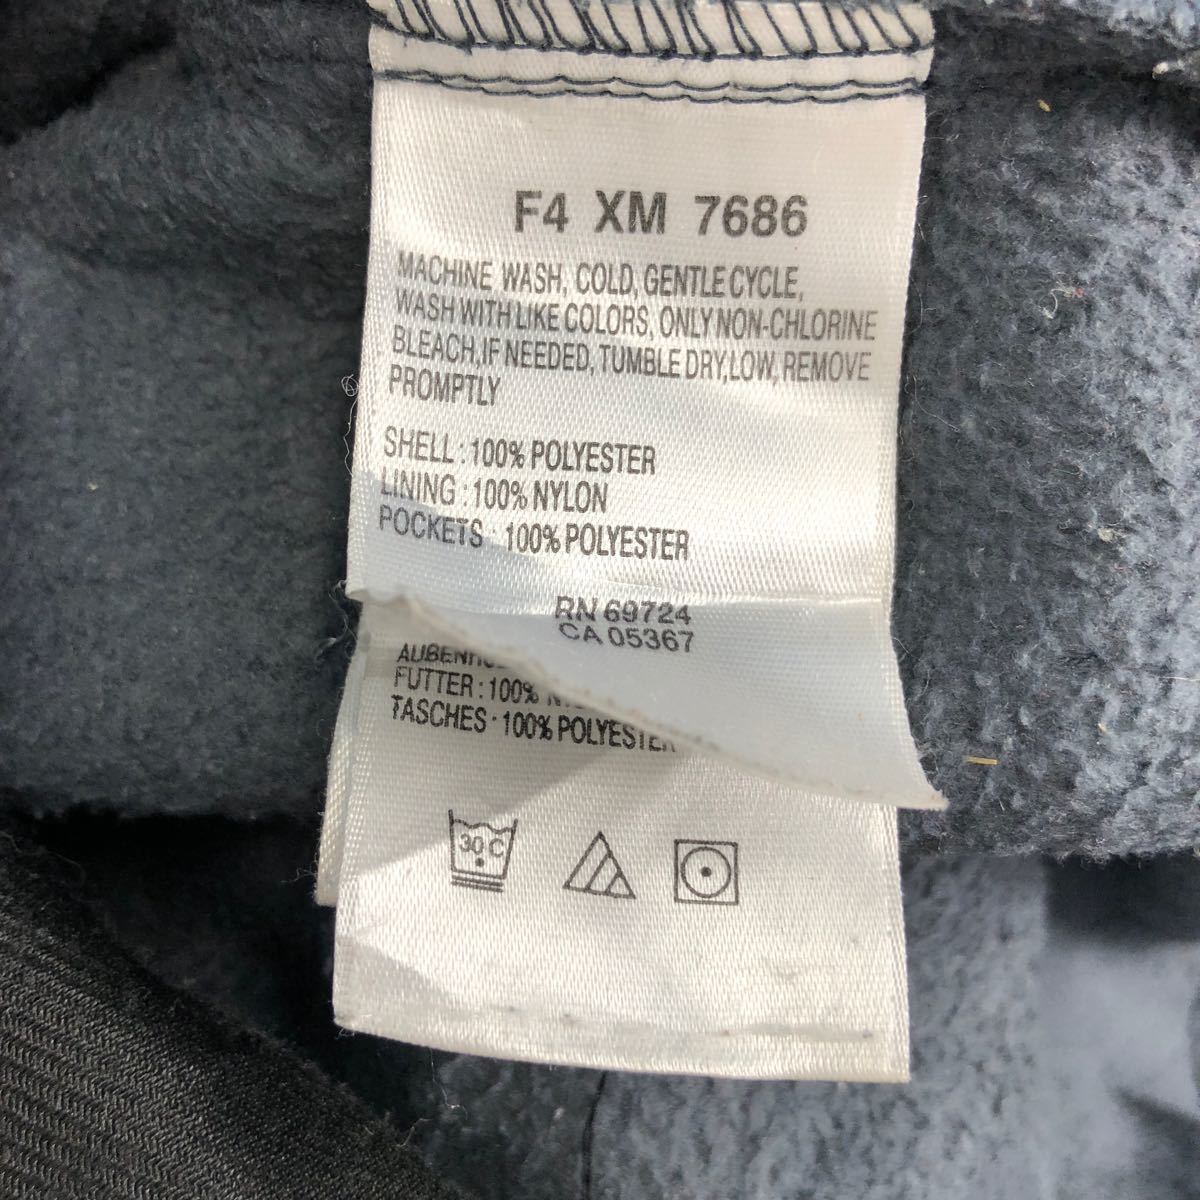 F4 XM 7686
MACHINE WASH, COLD, GENTLE CYCLE,
WASH WITH LIKE COLORS, ONLY NON-CHLORINE
BLEACH, IF NEEDED, TUMBLE DRY, LOW, REMOVE
PROMPTLY
SHELL : 100% POLYESTER
LINING : 100% NYLON
POCKETS : 100% POLYESTER
RN 69724
CA 05367
FUTTER : 100%
TASCHES : 100% POLYESTER
30 C